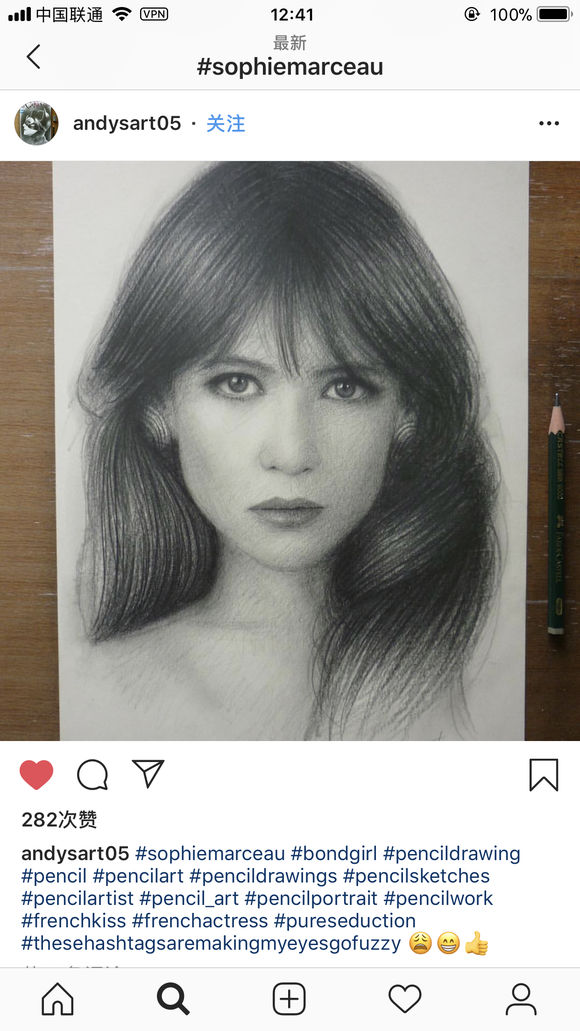 中国联通 VPN 12:41 100%
最新
#sophiemarceau
andysart05 · 关注
282次赞
andysart05 #sophiemarceau #bondgirl #pencildrawing
#pencil #pencilart #pencildrawings #pencilsketches
#pencilartist #pencil_art #pencilportrait #pencilwork
#frenchkiss #frenchactress #pureseduction
#thesehashtagsaremakingmyeyesgofuzzy 😩😁👍